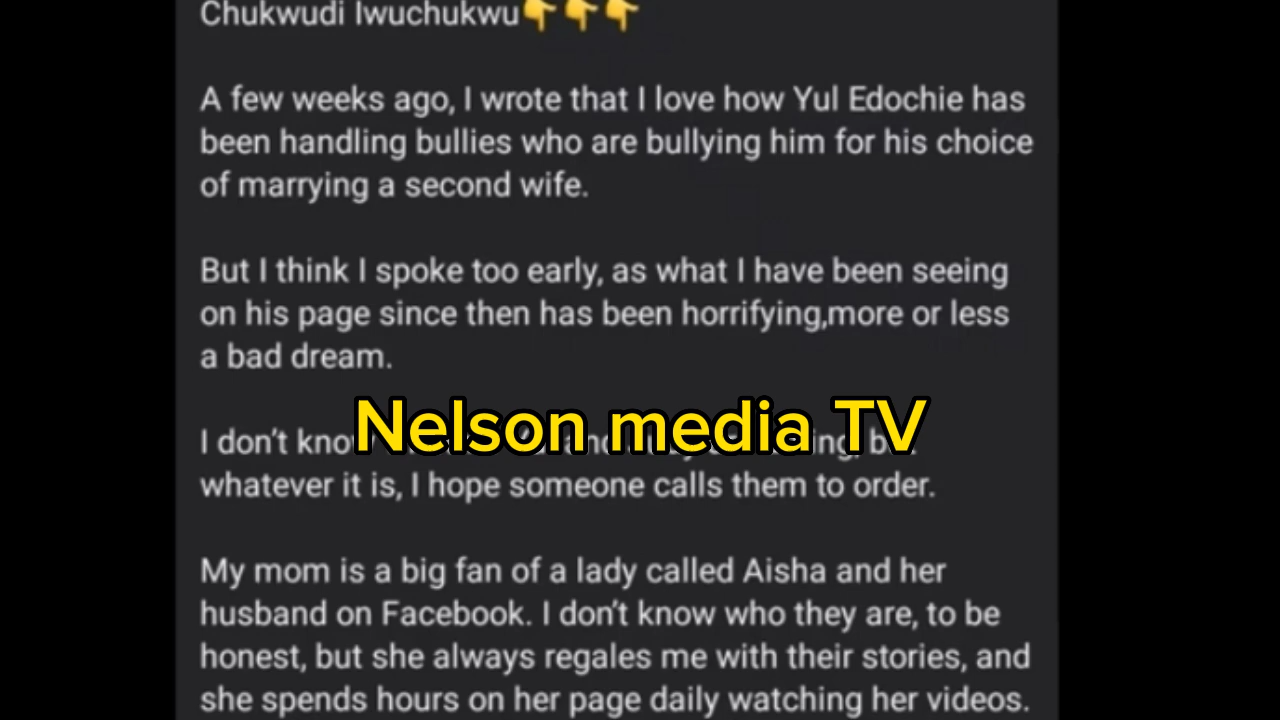 Chukwudi Iwuchukwu👇👇👇
A few weeks ago, I wrote that I love how Yul Edochie has
been handling bullies who are bullying him for his choice
of marrying a second wife.
But I think I spoke too early, as what I have been seeing
on his page since then has been horrifying,more or less
a bad dream.
I don't
Nelson media TV
whatever it is, I hope someone calls them to order.
My mom is a big fan of a lady called Aisha and her
husband on Facebook. I don't know who they are, to be
honest, but she always regales me with their stories, and
she spends hours on her page daily watching her videos.